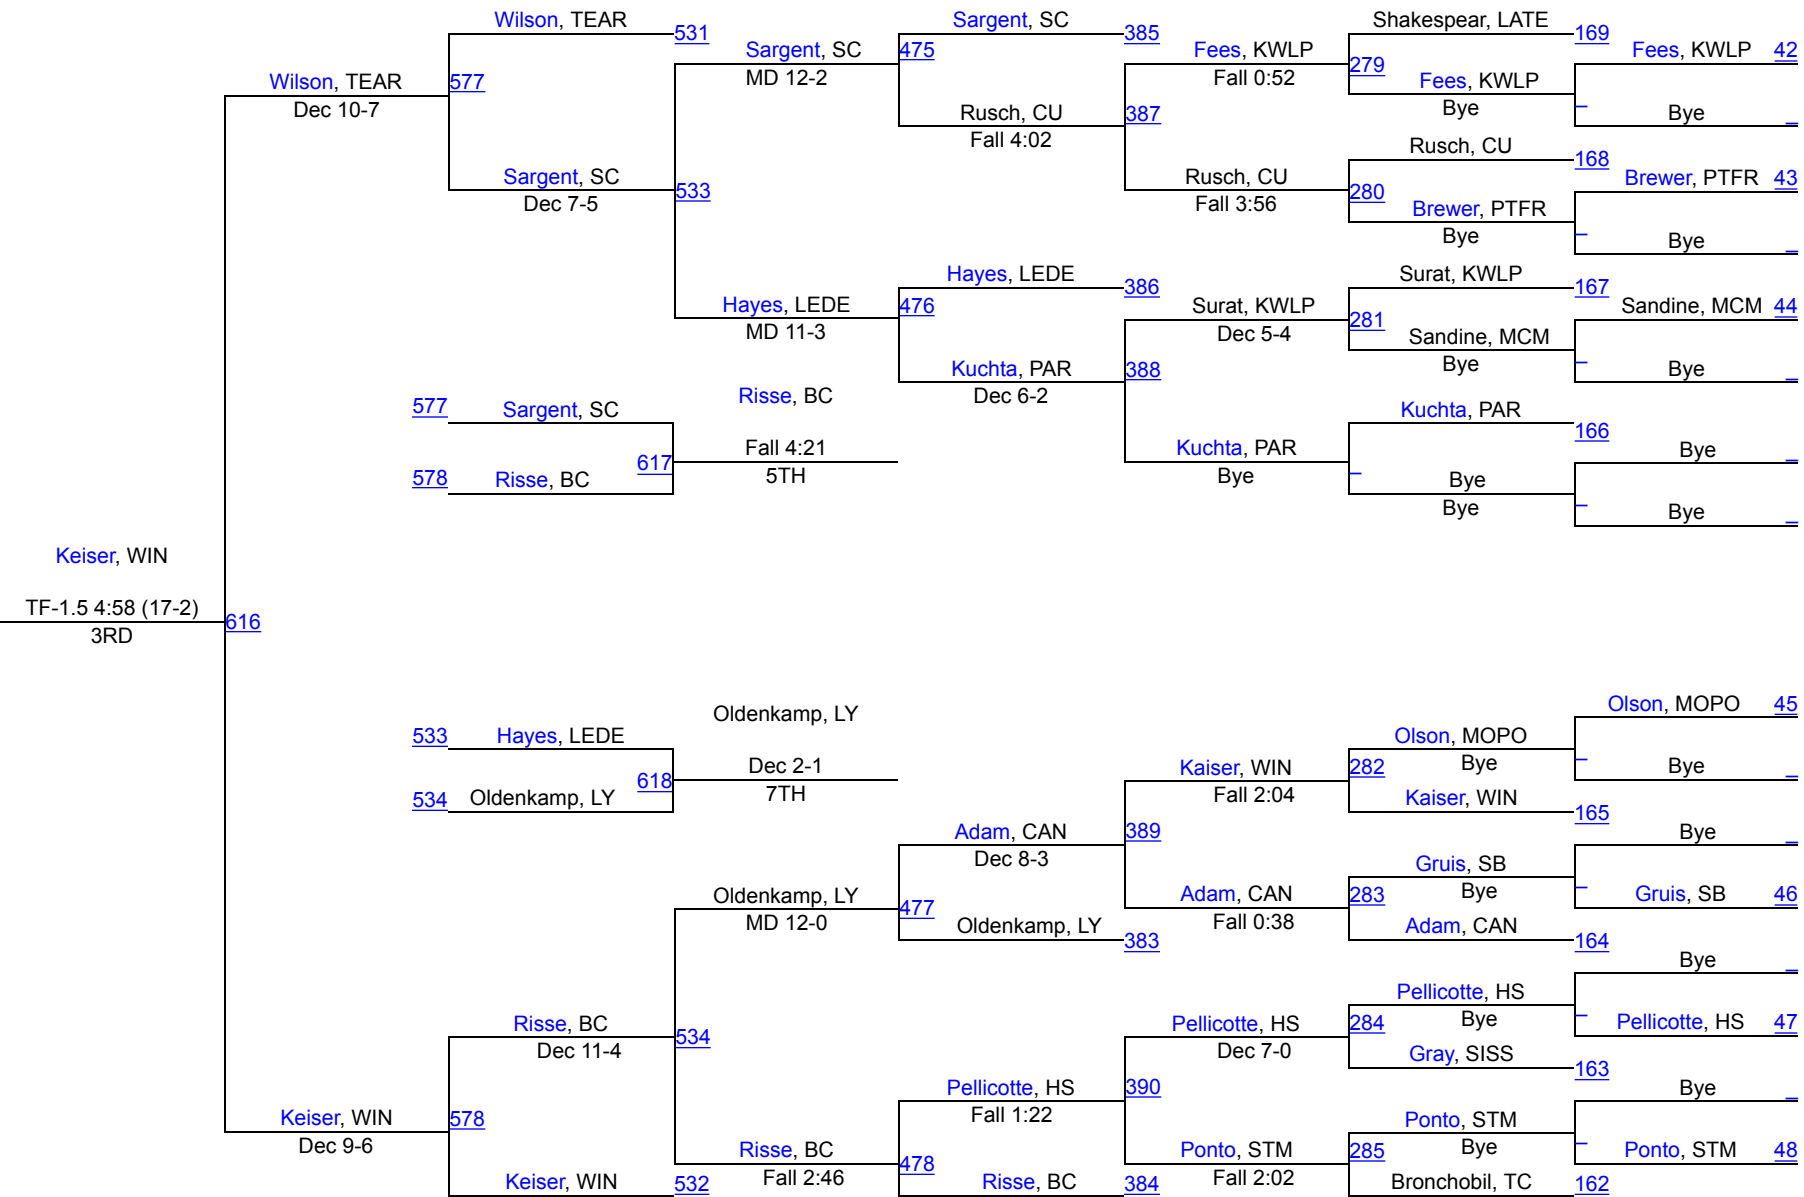 Wilson, TEAR
531
Sargent, SC
385
Shakespear, LATE
169
Sargent, SC
475
MD 12-2
Fees, KWLP
Fall 0:52
279
Fees, KWLP
42
Wilson, TEAR
577
Dec 10-7
Fees, KWLP
Bye
Bye
Rusch, CU
387
Fall 4:02
Rusch, CU
168
Rusch, CU
Fall 3:56
280
Brewer, PTFR
43
Sargent, SC
533
Dec 7-5
Brewer, PTFR
Bye
Bye
Hayes, LEDE
386
Surat, KWLP
167
Hayes, LEDE
476
MD 11-3
Surat, KWLP
Dec 5-4
281
Sandine, MCM
44
Sandine, MCM
Bye
Bye
Kuchta, PAR
388
Dec 6-2
Risse, BC
577
Sargent, SC
Kuchta, PAR
166
Fall 4:21
5TH
617
Kuchta, PAR
Bye
Bye
578
Risse, BC
Bye
Bye
Bye
Keiser, WIN
TF-1.5 4:58 (17-2)
3RD
616
Oldenkamp, LY
Olson, MOPO
45
533
Hayes, LEDE
Olson, MOPO
Bye
Dec 2-1
7TH
618
Kaiser, WIN
Fall 2:04
282
Bye
534
Oldenkamp, LY
Kaiser, WIN
165
Adam, CAN
389
Dec 8-3
Bye
Gruis, SB
Bye
Oldenkamp, LY
477
MD 12-0
Adam, CAN
Fall 0:38
283
Gruis, SB
46
Oldenkamp, LY
383
Adam, CAN
164
Bye
Pellicotte, HS
Bye
Risse, BC
534
Dec 11-4
Pellicotte, HS
Dec 7-0
284
Pellicotte, HS
47
Gray, SISS
163
Pellicotte, HS
390
Fall 1:22
Bye
Keiser, WIN
578
Dec 9-6
Ponto, STM
Bye
Risse, BC
478
Fall 2:46
Ponto, STM
Fall 2:02
285
Ponto, STM
48
Keiser, WIN
532
Risse, BC
384
Bronchobil, TC
162